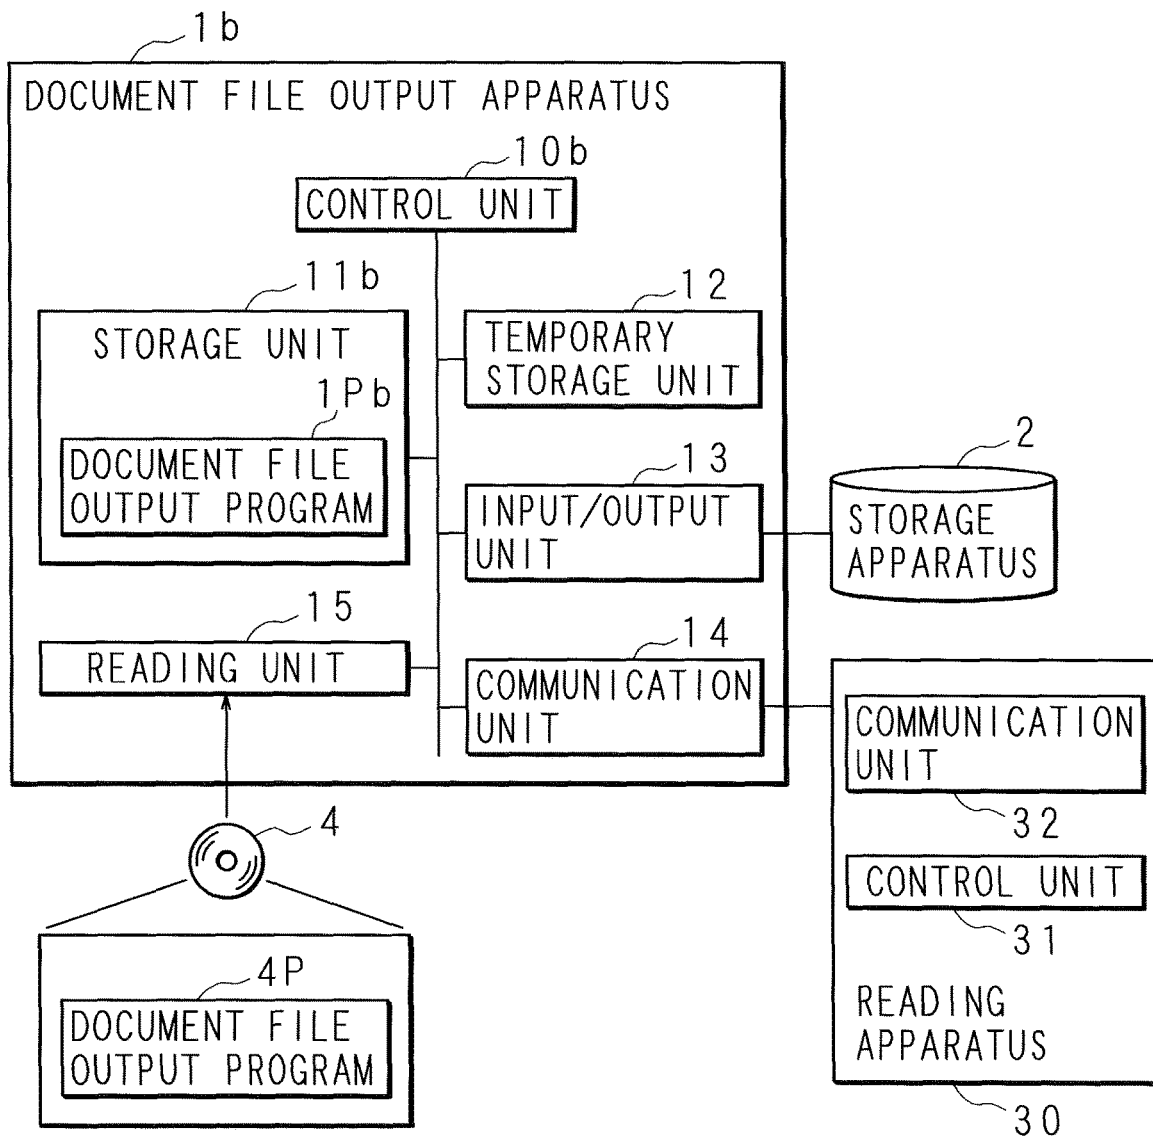 1b
DOCUMENT FILE OUTPUT APPARATUS
10b
CONTROL UNIT
11b
STORAGE UNIT
1Pb
DOCUMENT FILE
OUTPUT PROGRAM
12
TEMPORARY
STORAGE UNIT
13
INPUT/OUTPUT
UNIT
2
STORAGE
APPARATUS
15
READING UNIT
14
COMMUNICATION
UNIT
COMMUNICATION
UNIT
32
CONTROL UNIT
31
READING
APPARATUS
30
4
4P
DOCUMENT FILE
OUTPUT PROGRAM